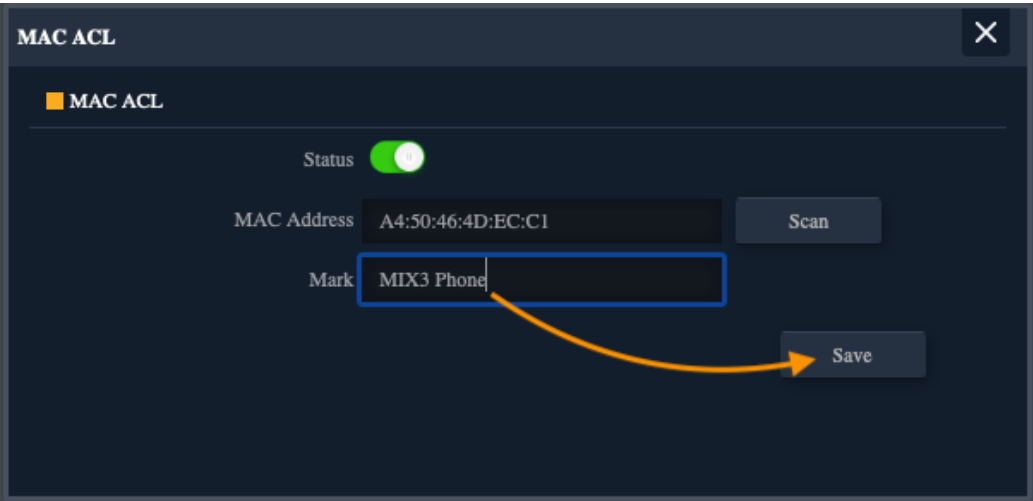 MAC ACL
MAC ACL
Status
MAC Address A4:50:46:4D:EC:C1 Scan
Mark MIX3 Phone
Save